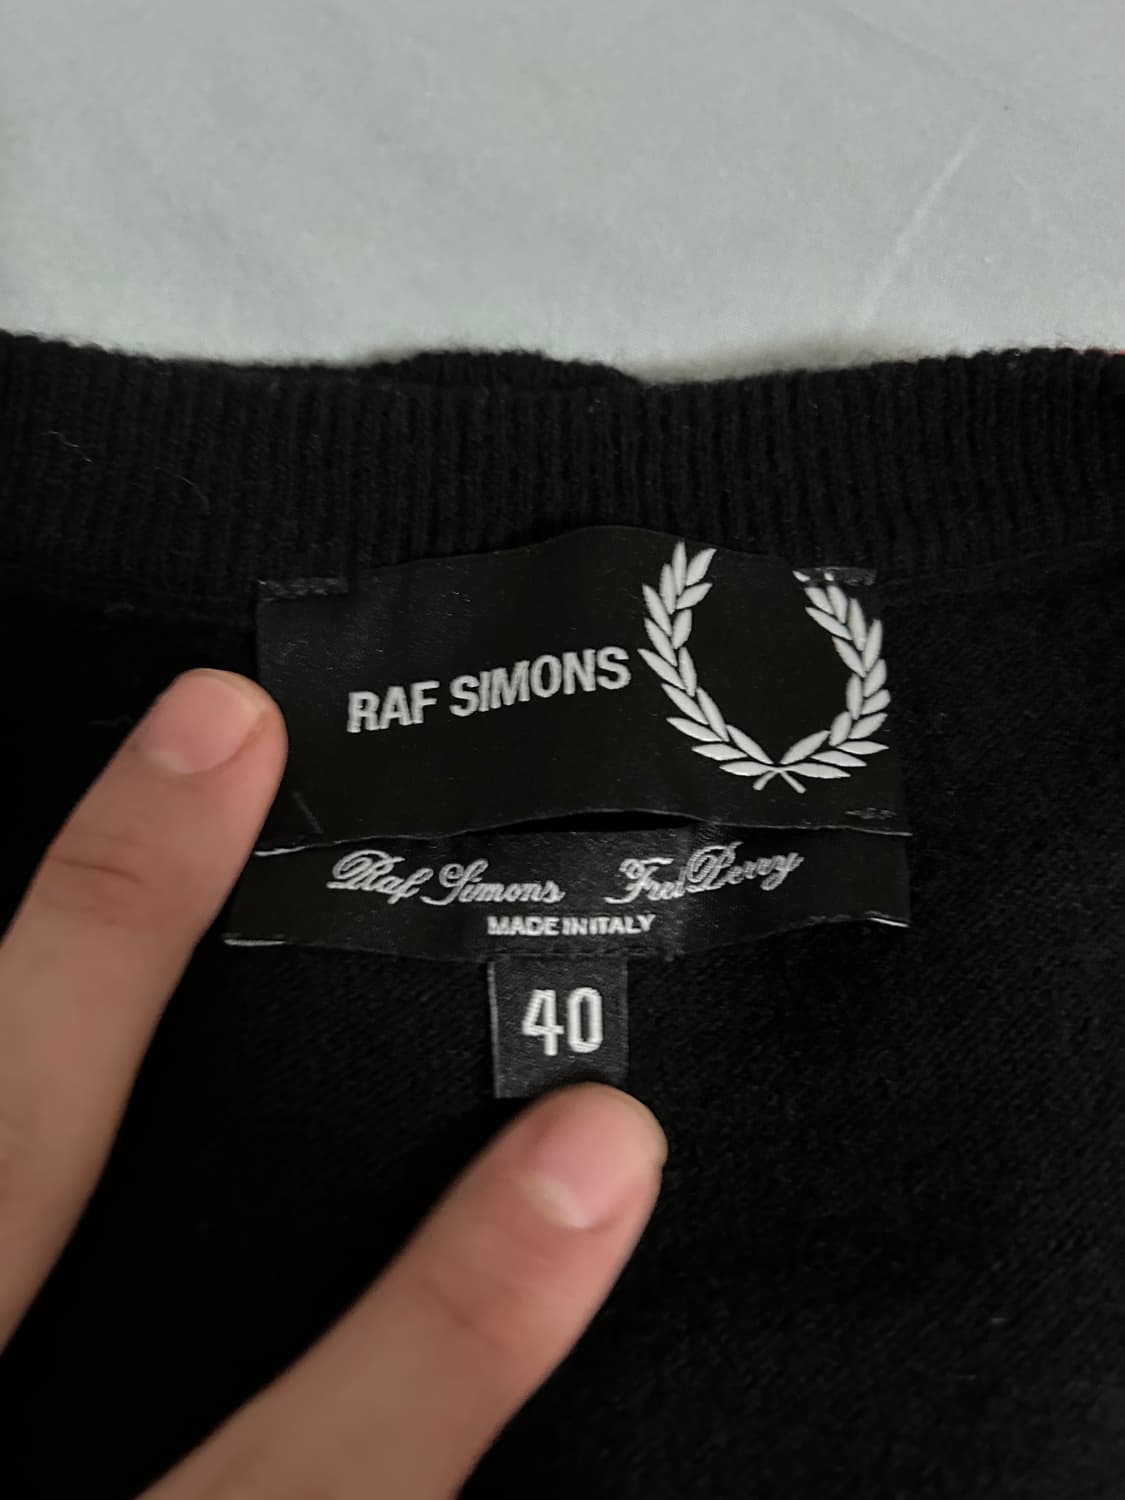 RAF SIMONS
Raf Simons Fred Perry
MADE IN ITALY
40